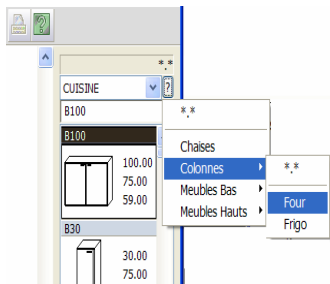 *.*
CUISINE
?
B100
B100
100.00
75.00
59.00
B30
30.00
75.00
*.*
Chaises
Colonnes
Meubles Bas
Meubles Hauts
*.*
Four
Frigo